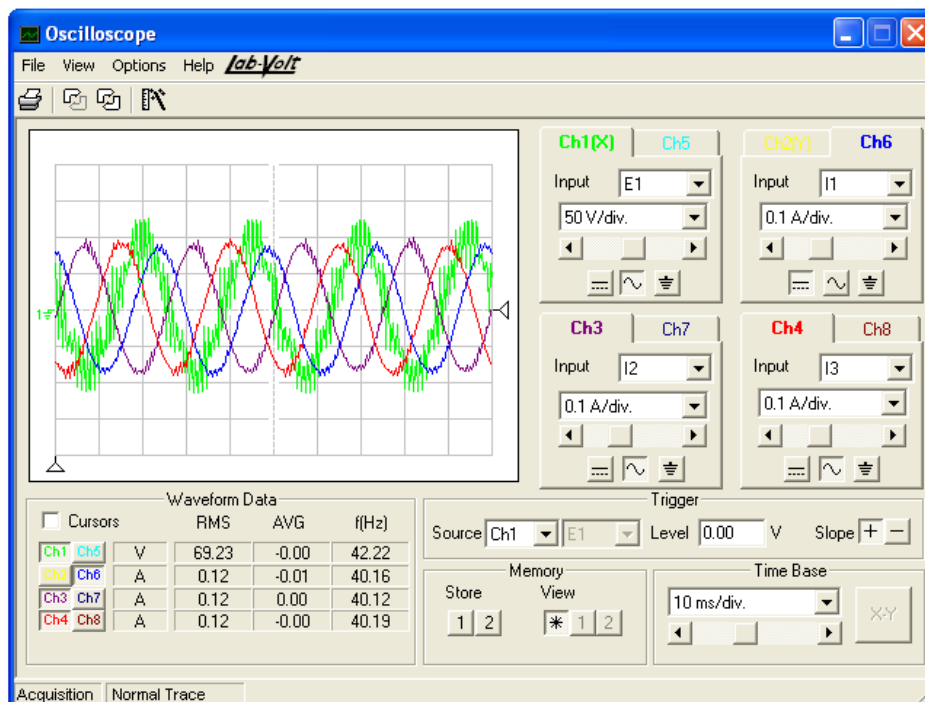 Oscilloscope
File View Options Help Lab-Volt
Ch1(X) Ch5
Input E1
50 V/div.
Ch2(Y) Ch6
Input I1
0.1 A/div.
1
Ch3 Ch7
Input I2
0.1 A/div.
Ch4 Ch8
Input I3
0.1 A/div.
Waveform Data
Cursors RMS AVG f(Hz)
Ch1 Ch5 V 69.23 -0.00 42.22
Ch2 Ch6 A 0.12 -0.01 40.16
Ch3 Ch7 A 0.12 0.00 40.12
Ch4 Ch8 A 0.12 -0.00 40.19
Trigger
Source Ch1 E1 Level 0.00 V Slope + −
Memory
Store View
1 2 ✳ 1 2
Time Base
10 ms/div.
X-Y
Acquisition Normal Trace